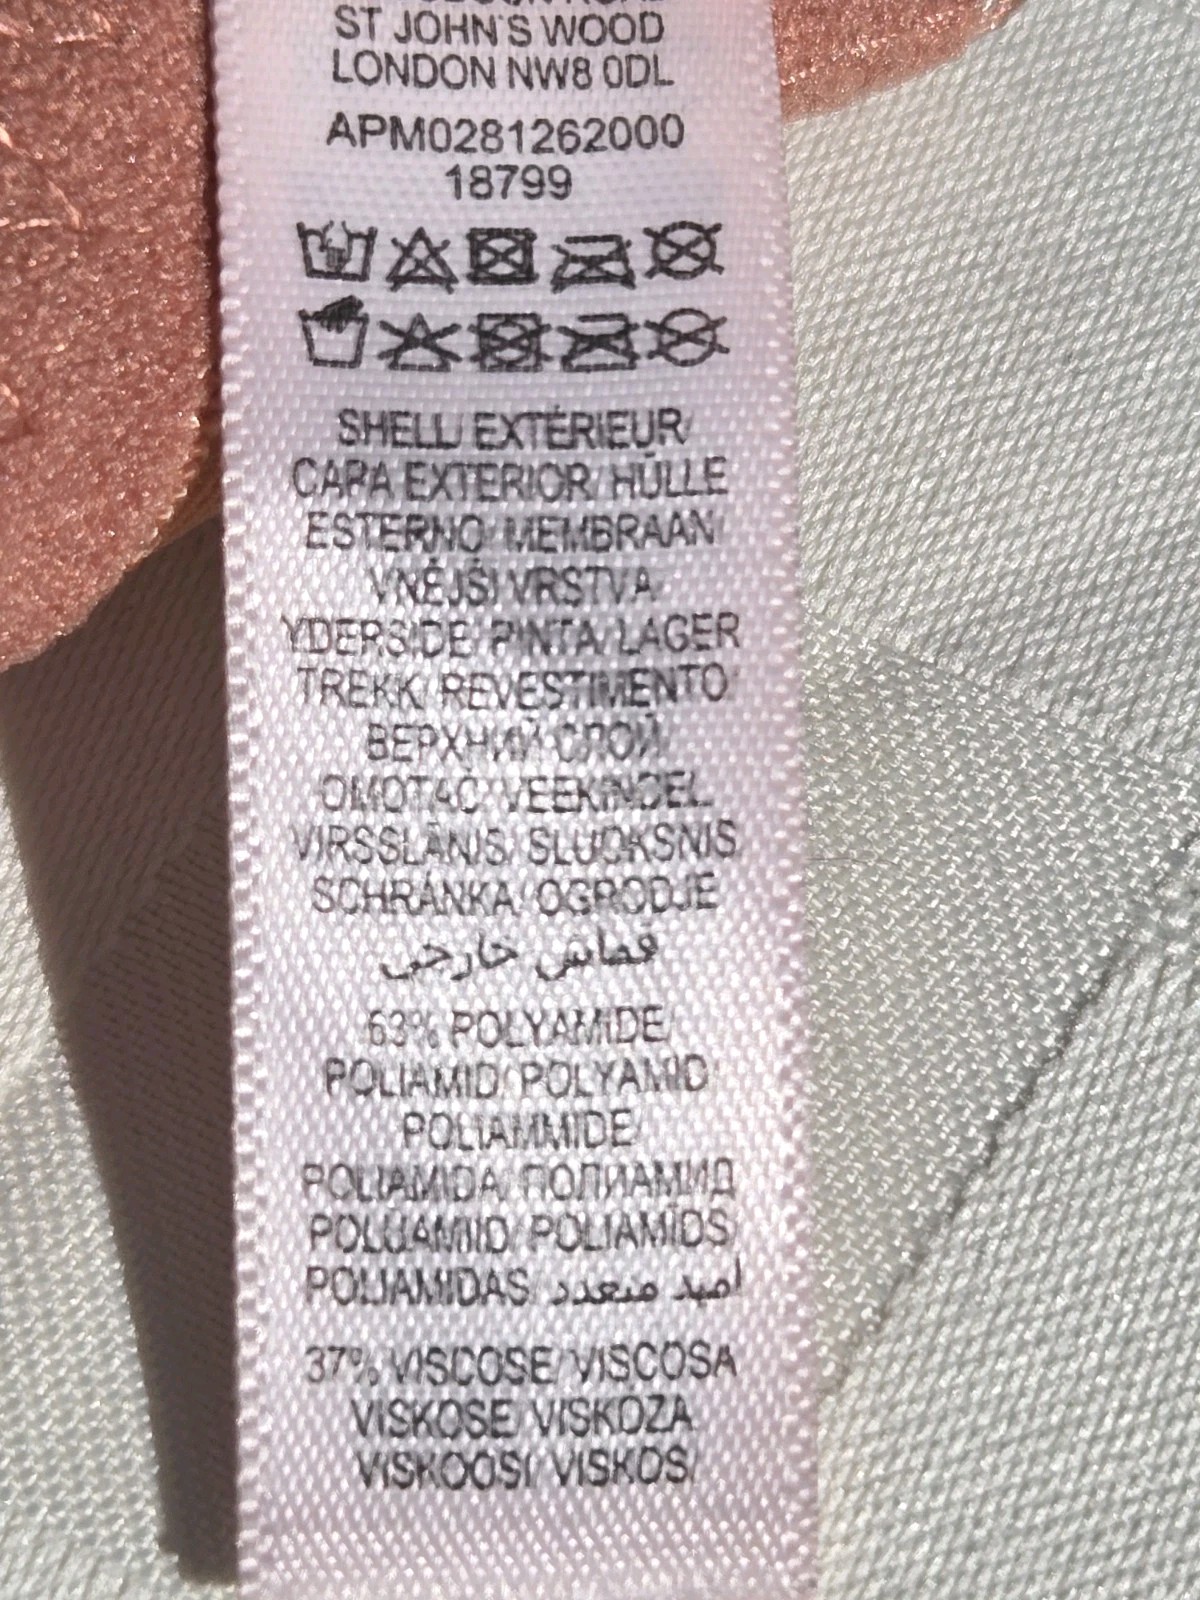 ST JOHN'S WOOD
LONDON NW8 0DL
APM0281262000
18799
SHELL/ EXTÉRIEUR/
CAPA EXTERIOR/ HÜLLE
ESTERNO/ MEMBRAAN/
VNĚJŠÍ VRSTVA/
YDERSIDE/ PINTA/ LAGER
TREKK/ REVESTIMENTO
ВЕРХНИЙ СЛОЙ/
OMOTAČ/ VEEKINDEL
VIRSSLĀNIS/ SLUOKSNIS
SCHRÁNKA/ OGRODJE
قماش خارجي
63% POLYAMIDE/
POLIAMID/ POLYAMID
POLIAMMIDE/
POLIAMIDA/ ПОЛИАМИД
POLÜAMIID/ POLIAMĪDS
POLIAMIDAS/ أميد متعدد
37% VISCOSE/ VISCOSA
VISKOSE/ VISKOZA
VISKOOSI/ VISKOS/